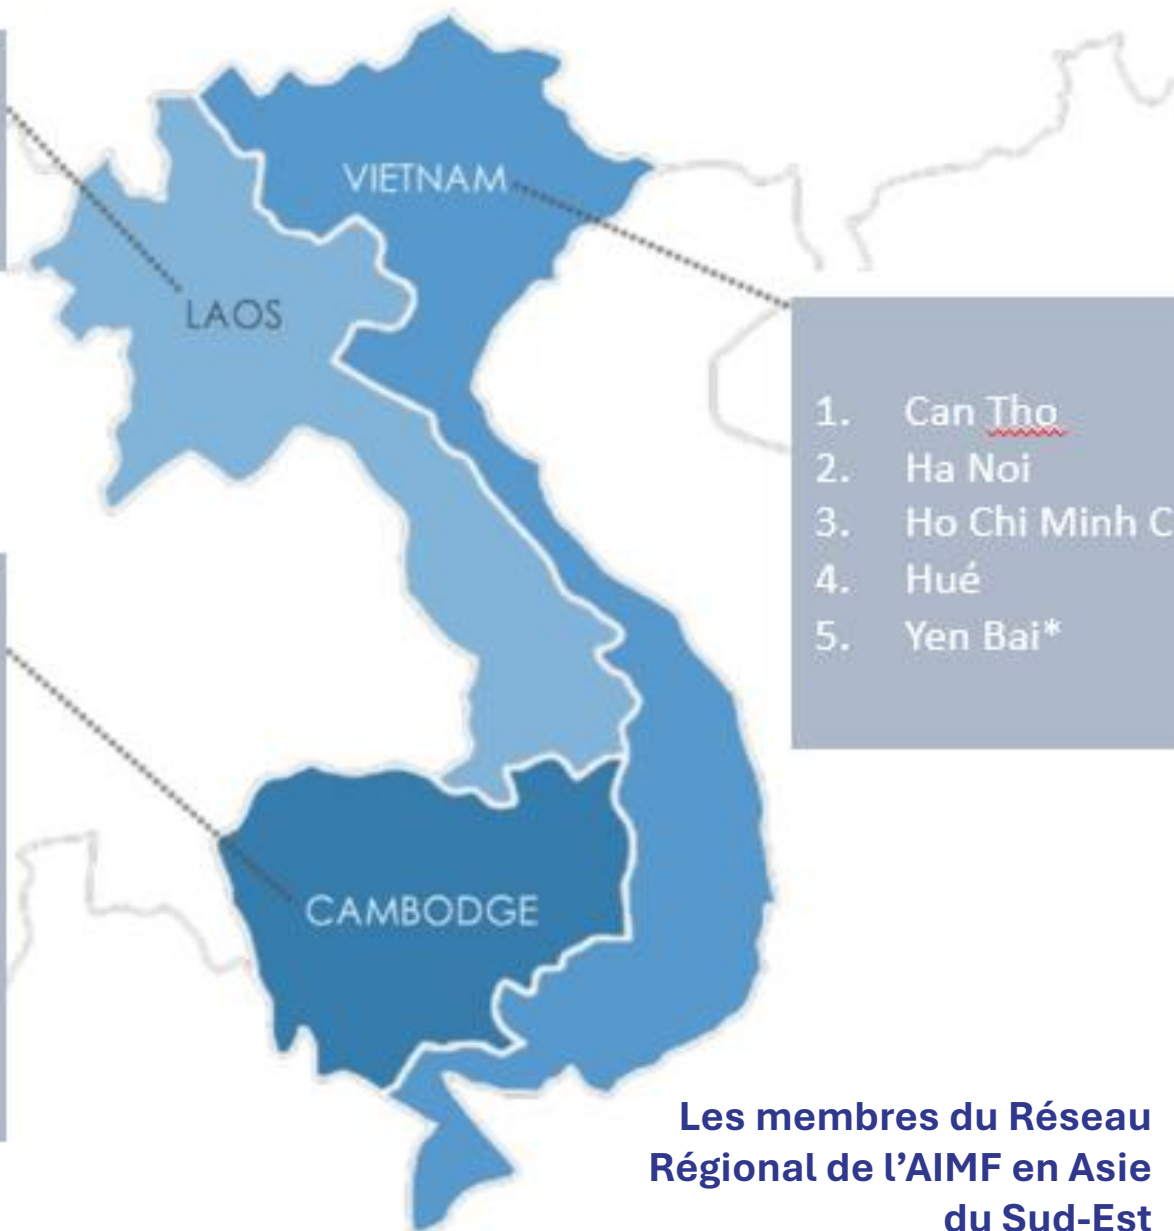 VIETNAM
LAOS
1. Can Tho
2. Ha Noi
3. Ho Chi Minh C
4. Hué
5. Yen Bai*
CAMBODGE
Les membres du Réseau
Régional de l’AIMF en Asie
du Sud-Est